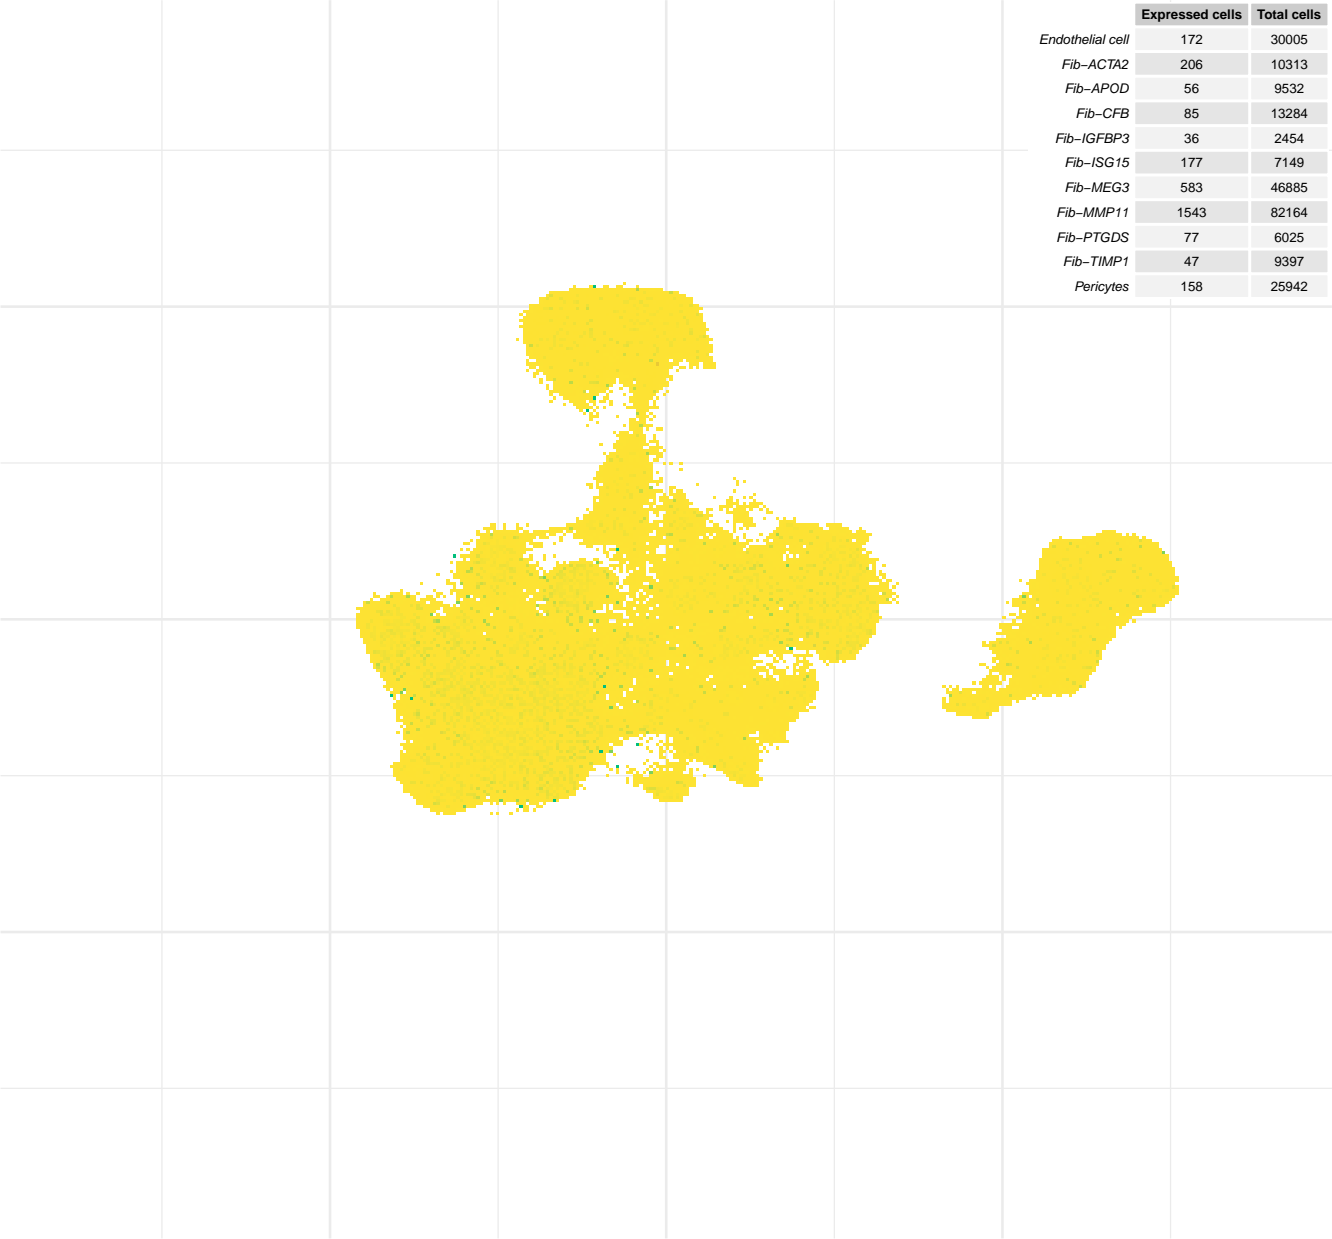 Expressed cells Total cells
Endothelial cell 172 30005
Fib−ACTA2 206 10313
Fib−APOD 56 9532
Fib−CFB 85 13284
Fib−IGFBP3 36 2454
Fib−ISG15 177 7149
Fib−MEG3 583 46885
Fib−MMP11 1543 82164
Fib−PTGDS 77 6025
Fib−TIMP1 47 9397
Pericytes 158 25942